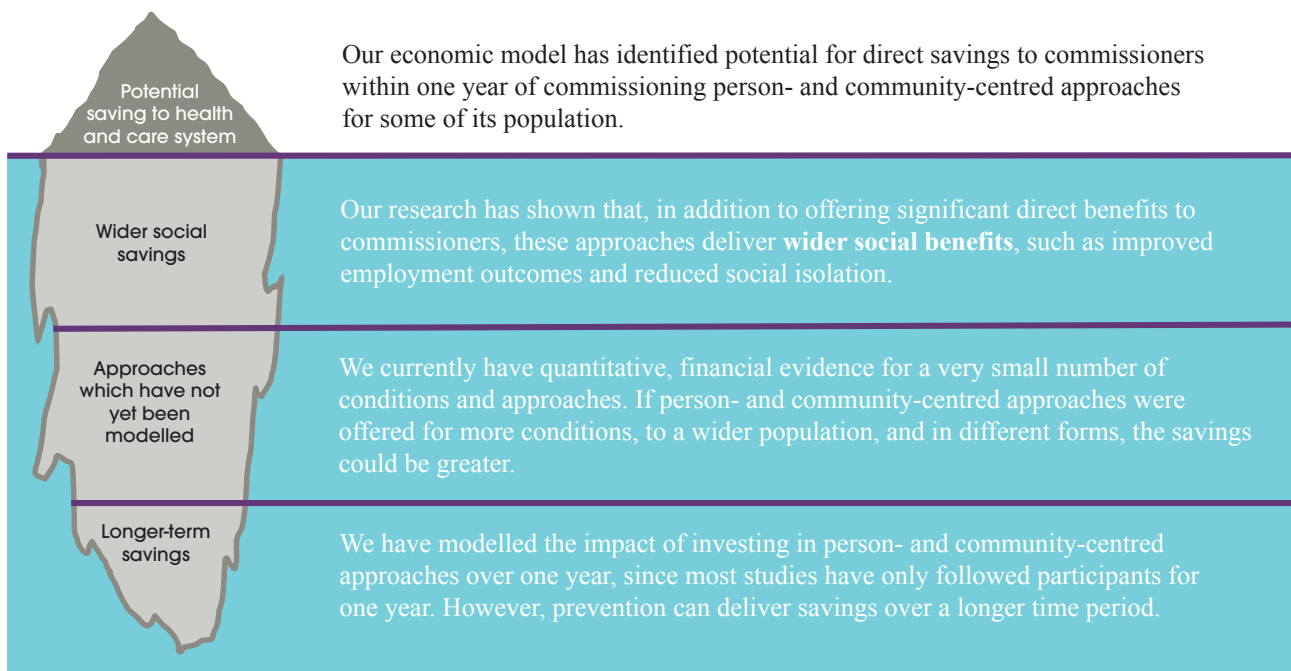 Potential
saving to health
and care system
Our economic model has identified potential for direct savings to commissioners
within one year of commissioning person- and community-centred approaches
for some of its population.
Wider social
savings
Our research has shown that, in addition to offering significant direct benefits to
commissioners, these approaches deliver wider social benefits, such as improved
employment outcomes and reduced social isolation.
Approaches
which have not
yet been
modelled
We currently have quantitative, financial evidence for a very small number of
conditions and approaches. If person- and community-centred approaches were
offered for more conditions, to a wider population, and in different forms, the savings
could be greater.
Longer-term
savings
We have modelled the impact of investing in person- and community-centred
approaches over one year, since most studies have only followed participants for
one year. However, prevention can deliver savings over a longer time period.